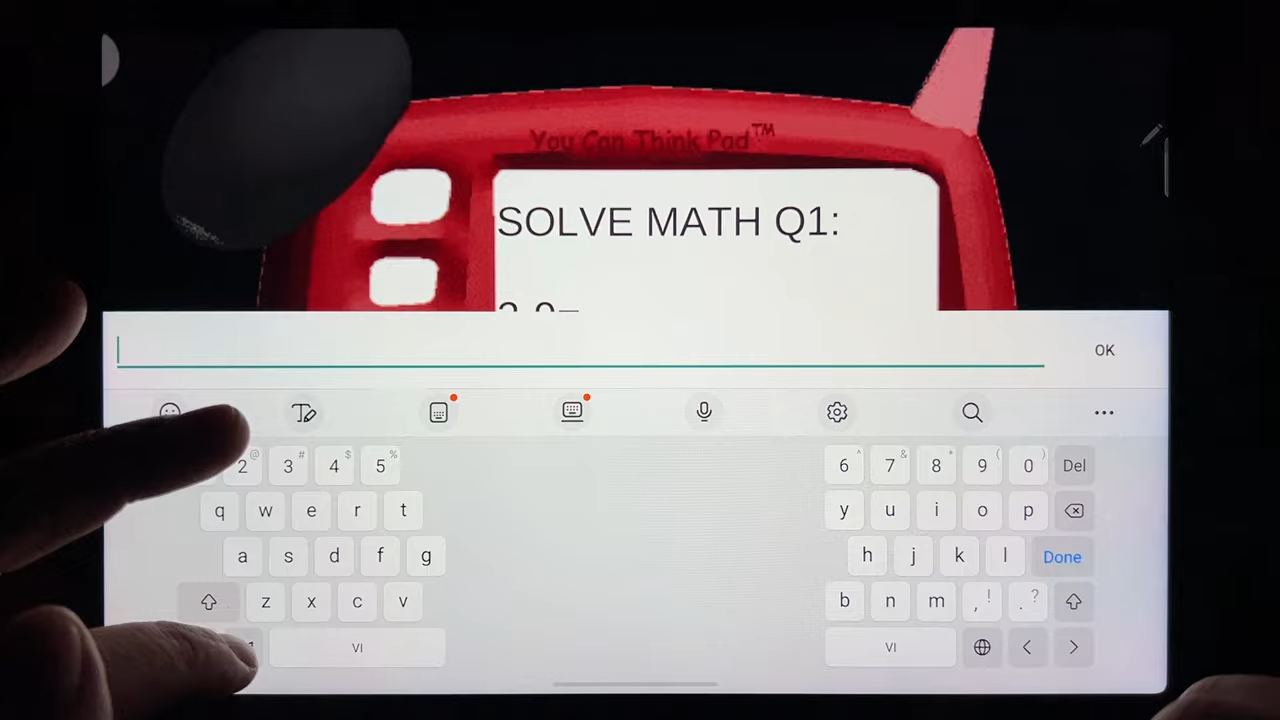 You Can Think Pad™
SOLVE MATH Q1:
OK
2 @ 3 # 4 $ 5 % 6 ^ 7 & 8 * 9 ( 0 ) Del
q w e r t y u i o p
a s d f g h j k l Done
z x c v b n m , ! . ?
VI VI